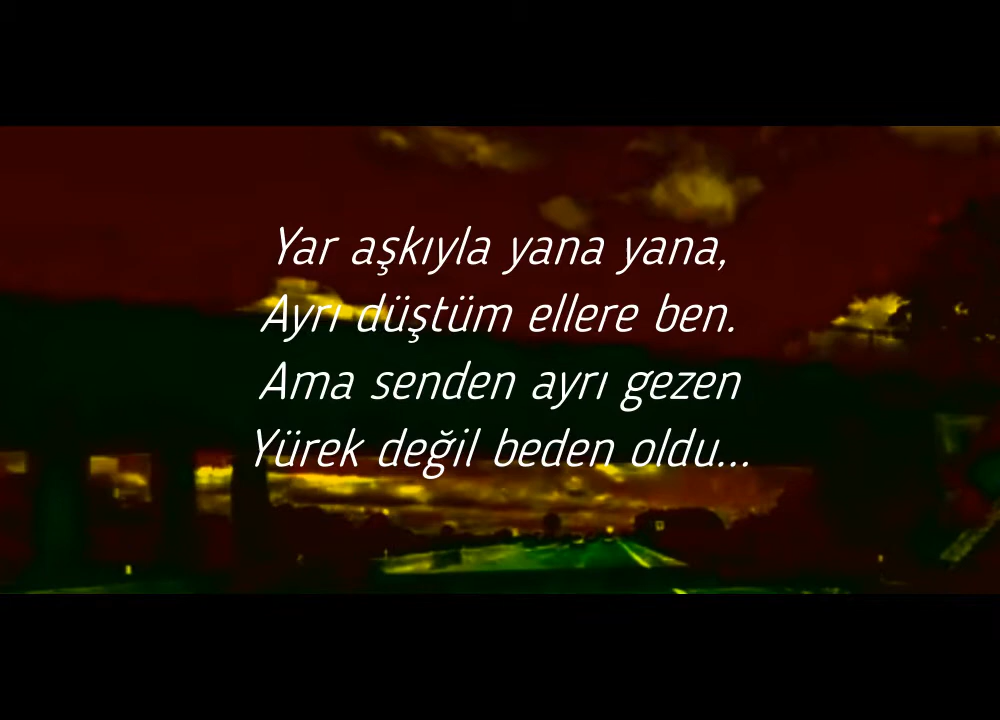 Yar aşkıyla yana yana,
Ayrı düştüm ellere ben.
Ama senden ayrı gezen
Yürek değil beden oldu...